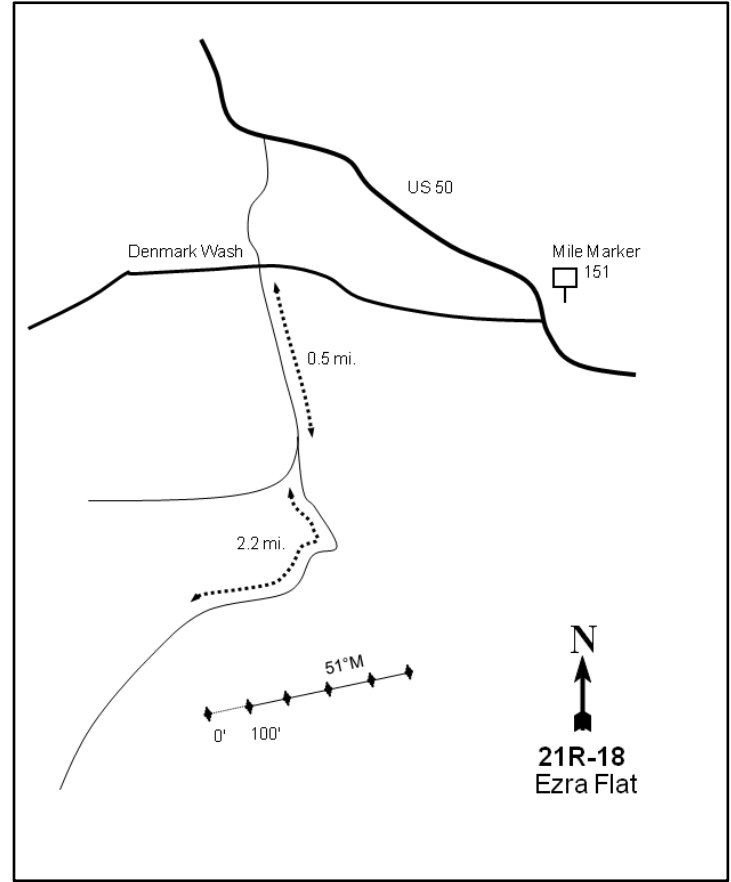 US 50
Denmark Wash
Mile Marker
151
0.5 mi.
2.2 mi.
51°M
0'
100'
N
21R-18
Ezra Flat